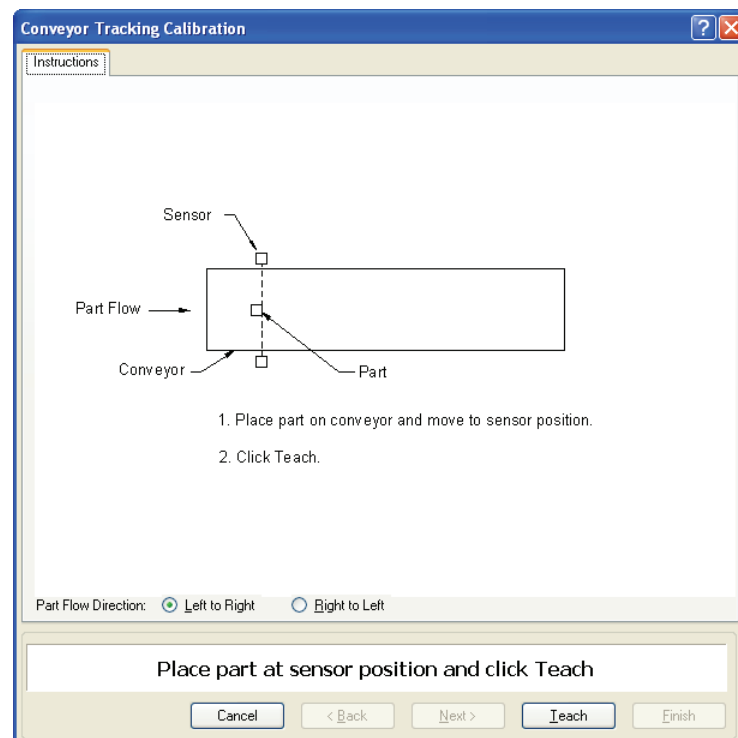 Conveyor Tracking Calibration
Instructions
Sensor
Part Flow
Conveyor
Part
1. Place part on conveyor and move to sensor position.
2. Click Teach.
Part Flow Direction: Left to Right Right to Left
Place part at sensor position and click Teach
Cancel < Back Next > Teach Finish